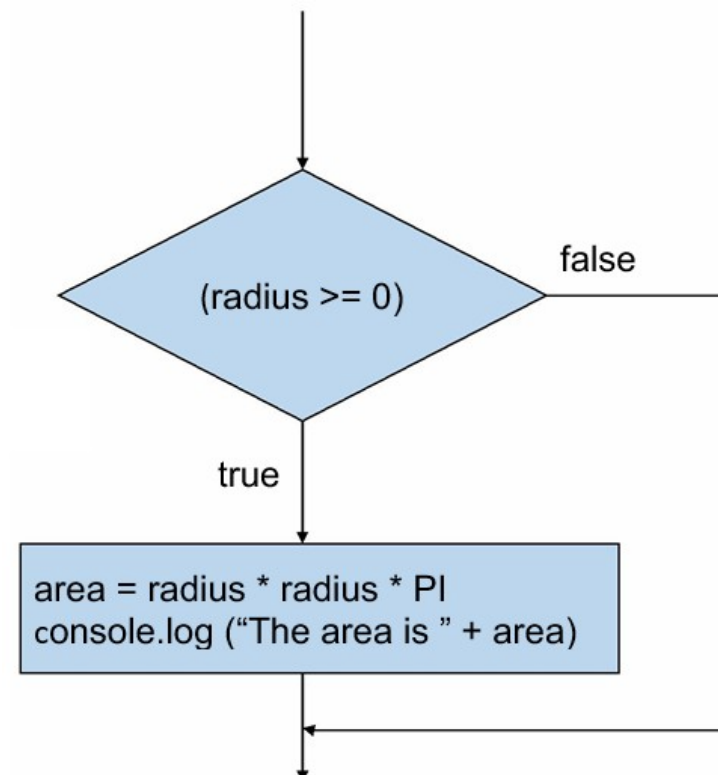 (radius >= 0)
false
true
area = radius * radius * PI
console.log (“The area is ” + area)